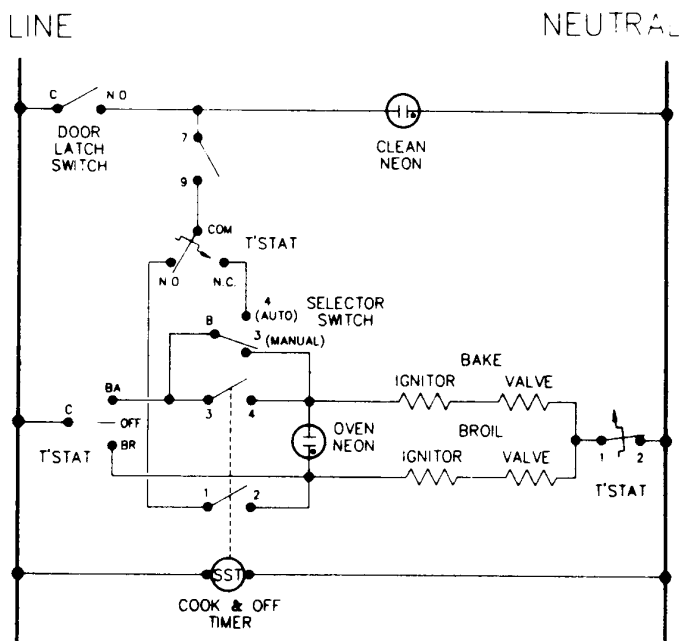 LINE
NEUTRAL
C
N O
DOOR
LATCH
SWITCH
CLEAN
NEON
7
9
COM
T'STAT
N O
N.C.
4
(AUTO)
SELECTOR
SWITCH
B
3
(MANUAL)
BAKE
IGNITOR
VALVE
BA
3
4
C
OFF
OVEN
NEON
BROIL
T'STAT
BR
IGNITOR
VALVE
1
2
T'STAT
1
2
SST
COOK & OFF
TIMER